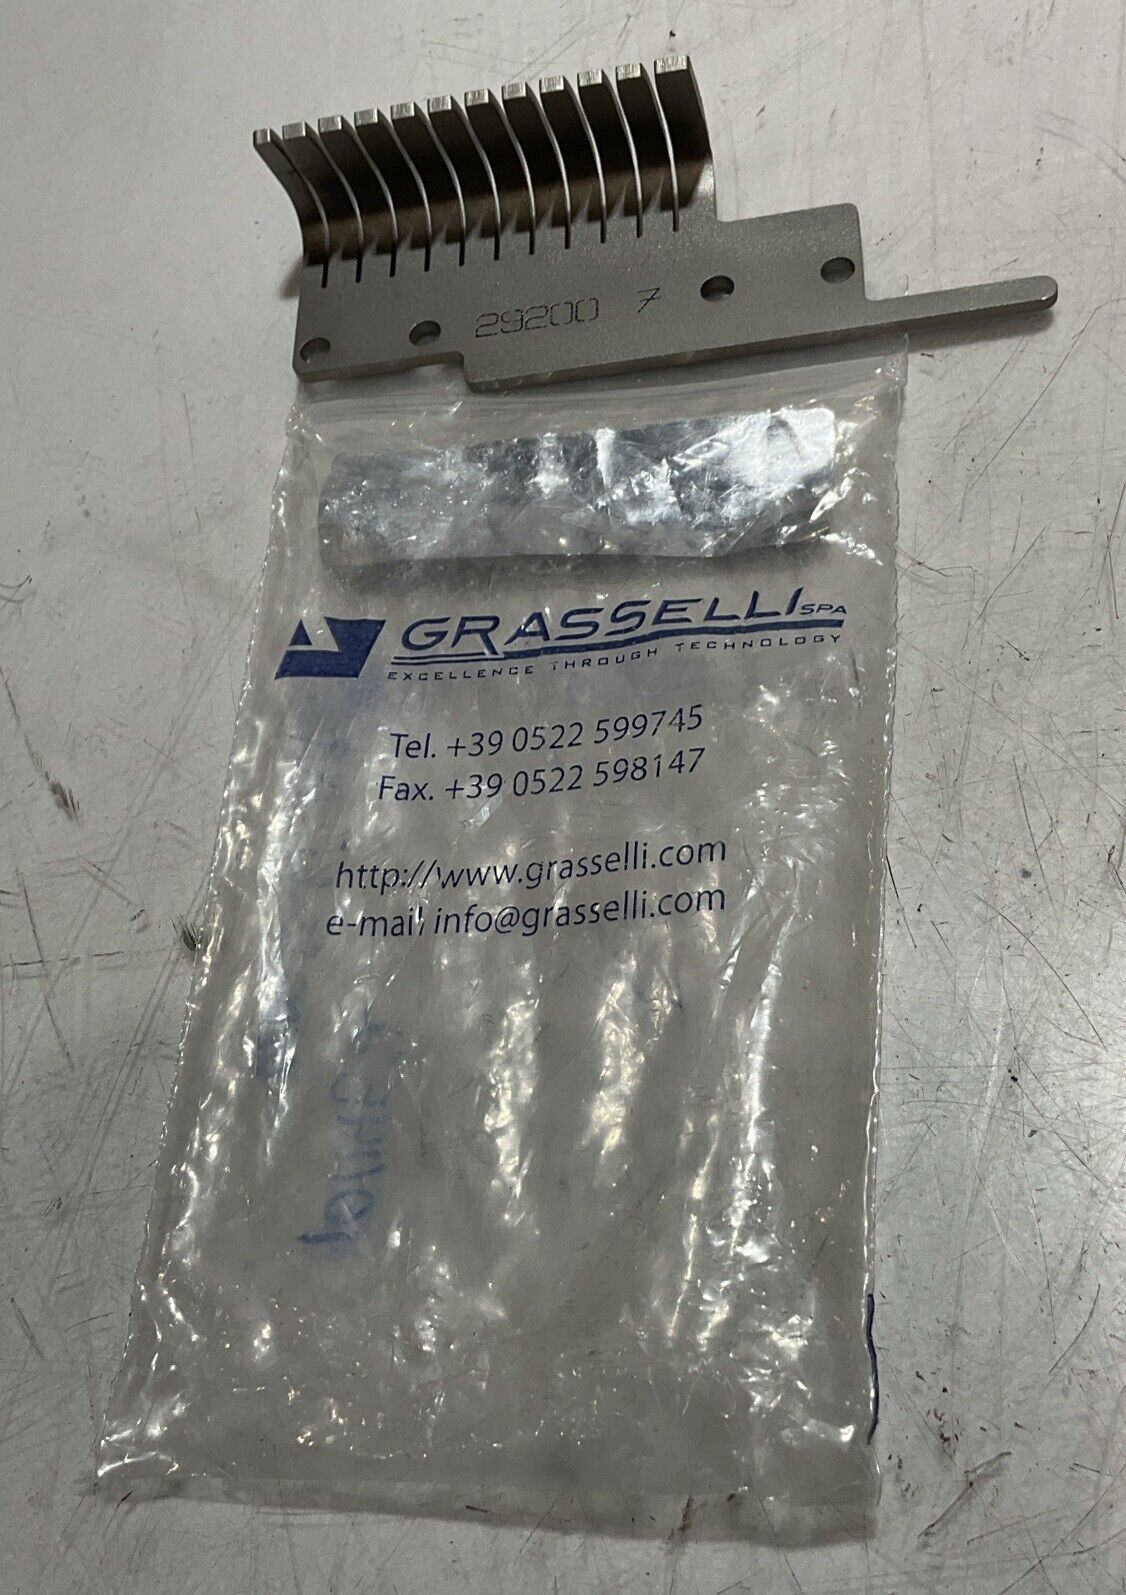 29200 7
GRASSELLI SPA
EXCELLENCE THROUGH TECHNOLOGY
Tel. +39 0522 599745
Fax. +39 0522 598147
http://www.grasselli.com
e-mail info@grasselli.com